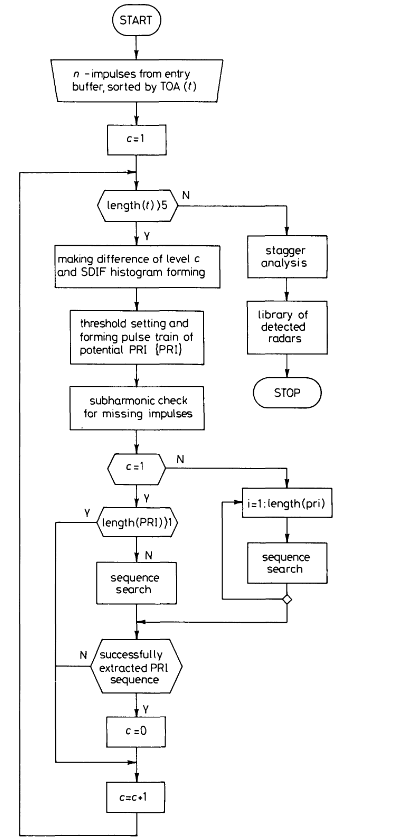 START
n - impulses from entry
buffer, sorted by TOA (t)
c=1
length(t)⟩5
N
Y
making difference of level c
and SDIF histogram forming
stagger
analysis
threshold setting and
forming pulse train of
potential PRI (PRI)
library of
detected
radars
subharmonic check
for missing impulses
STOP
c=1
N
Y
i=1:length(pri)
Y
length(PRI)⟩1
N
sequence
search
sequence
search
N
successfully
extracted PRI
sequence
Y
c=0
c=c+1